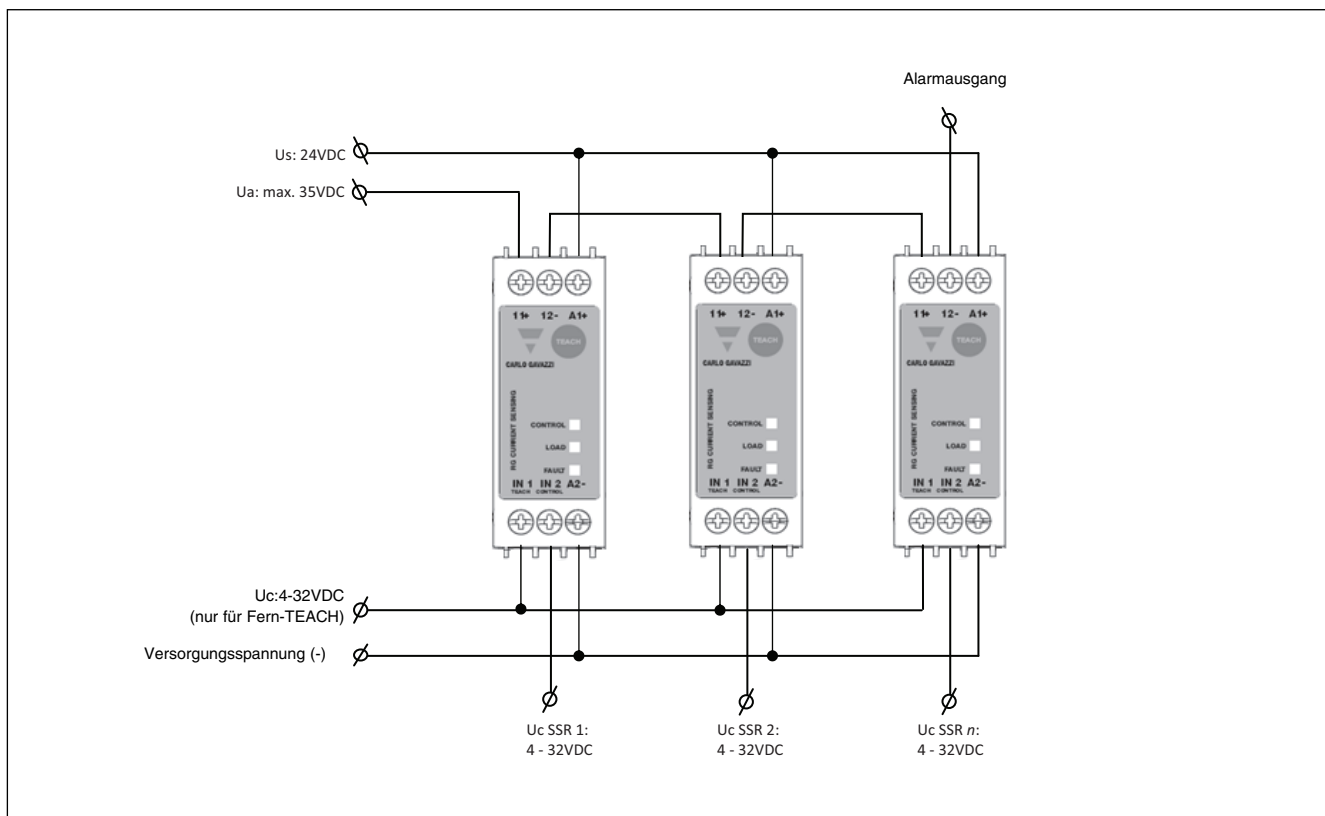 Alarmausgang
Us: 24VDC
Ua: max. 35VDC
11+ 12- A1+
TEACH
CARLO GAVAZZI
RG CURRENT SENSING
CONTROL
LOAD
FAULT
IN 1 IN 2 A2-
TEACH CONTROL
11+ 12- A1+
TEACH
CARLO GAVAZZI
RG CURRENT SENSING
CONTROL
LOAD
FAULT
IN 1 IN 2 A2-
TEACH CONTROL
11+ 12- A1+
TEACH
CARLO GAVAZZI
RG CURRENT SENSING
CONTROL
LOAD
FAULT
IN 1 IN 2 A2-
TEACH CONTROL
Uc:4-32VDC
(nur für Fern-TEACH)
Versorgungsspannung (-)
Uc SSR 1:
4 - 32VDC
Uc SSR 2:
4 - 32VDC
Uc SSR n:
4 - 32VDC